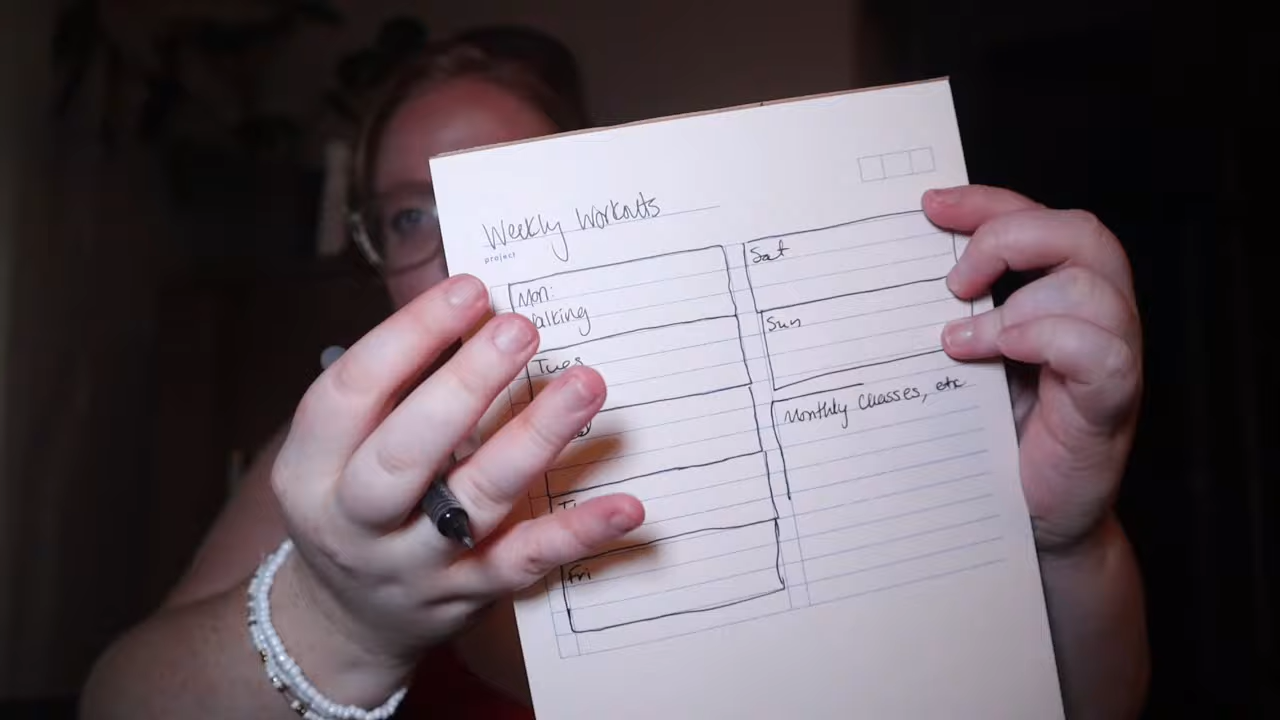 Weekly Workouts
project
Mon:
Walking
Tues
Fri
Sat
Sun
Monthly Classes, etc